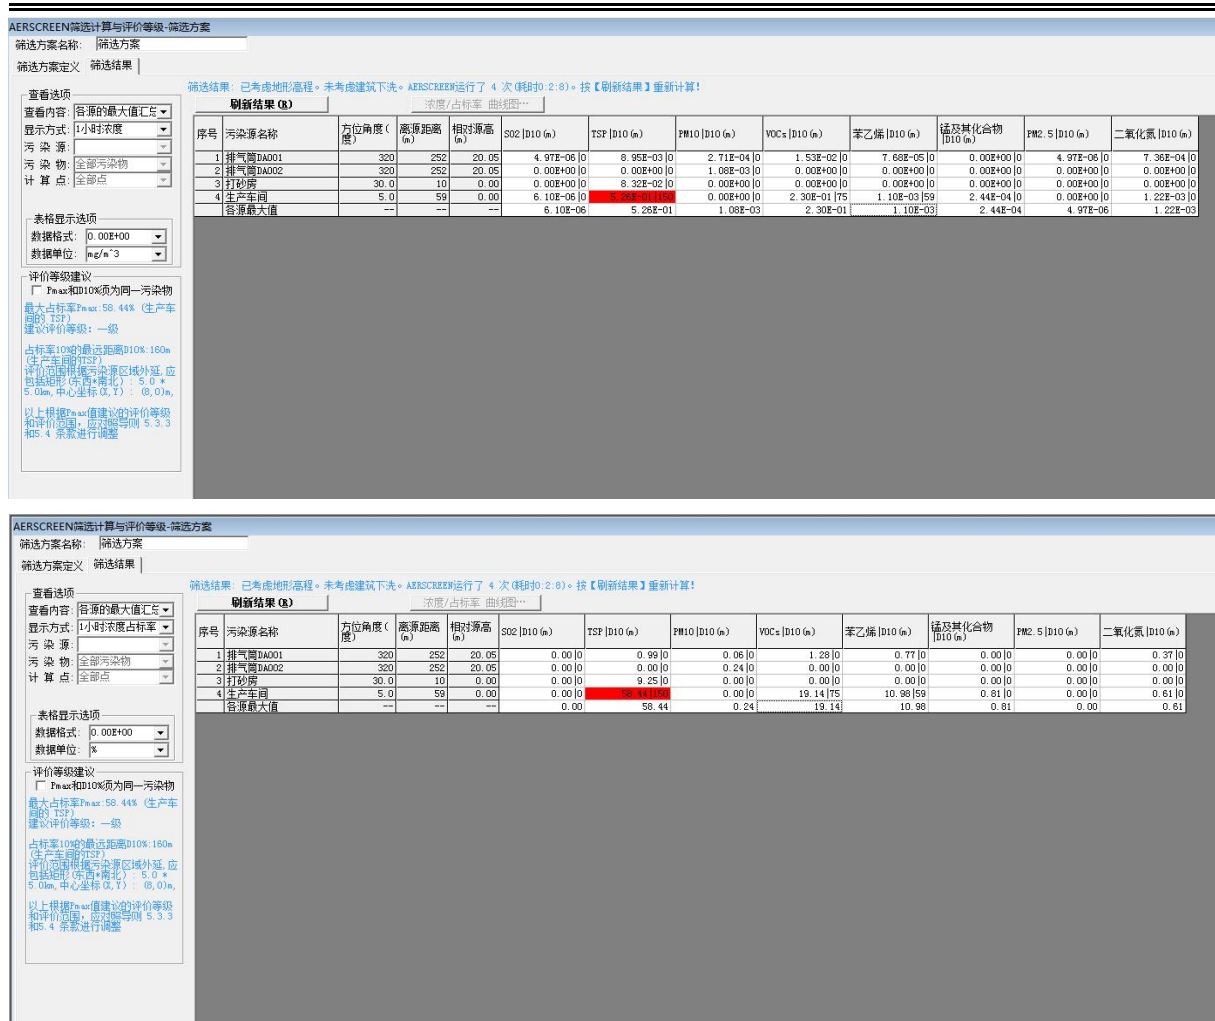 AERSCREEN筛选计算与评价等级-筛选方案
筛选方案名称: 筛选方案
筛选方案定义 筛选结果
筛选结果: 已考虑地形高程。未考虑建筑下洗。AERSCREEN运行了 4 次(耗时0:2:8)。按【刷新结果】重新计算!
查看选项
查看内容: 各源的最大值汇总
显示方式: 1小时浓度
污 染 源:
污 染 物: 全部污染物
计 算 点: 全部点
表格显示选项
数据格式: 0.00E+00
数据单位: mg/m^3
评价等级建议
Pmax和D10%须为同一污染物
最大占标率Pmax:58.44% (生产车
间的 TSP)
建议评价等级: 一级
占标率10%的最远距离D10%:160m
(生产车间的TSP)
评价范围根据污染源区域外延,应
包括矩形(东西*南北): 5.0 *
5.0km,中心坐标(X,Y): (8,0)m,
以上根据Pmax值建议的评价等级
和评价范围, 应对照导则 5.3.3
和5.4 条款进行调整
刷新结果(R) 浓度/占标率 曲线图…
序号 污染源名称 方位角度(度) 离源距离(m) 相对源高(m) SO2|D10(m) TSP|D10(m) PM10|D10(m) VOCs|D10(m) 苯乙烯|D10(m) 锰及其化合物|D10(m) PM2.5|D10(m) 二氧化氮|D10(m)
1 排气筒DA001 320 252 20.05 4.97E-06|0 8.95E-03|0 2.71E-04|0 1.53E-02|0 7.68E-05|0 0.00E+00|0 4.97E-06|0 7.36E-04|0
2 排气筒DA002 320 252 20.05 0.00E+00|0 0.00E+00|0 1.08E-03|0 0.00E+00|0 0.00E+00|0 0.00E+00|0 0.00E+00|0 0.00E+00|0
3 打砂房 30.0 10 0.00 0.00E+00|0 8.32E-02|0 0.00E+00|0 0.00E+00|0 0.00E+00|0 0.00E+00|0 0.00E+00|0 0.00E+00|0
4 生产车间 5.0 59 0.00 6.10E-06|0 5.26E-01|150 0.00E+00|0 2.30E-01|75 1.10E-03|59 2.44E-04|0 0.00E+00|0 1.22E-03|0
各源最大值 -- -- -- 6.10E-06 5.26E-01 1.08E-03 2.30E-01 1.10E-03 2.44E-04 4.97E-06 1.22E-03
AERSCREEN筛选计算与评价等级-筛选方案
筛选方案名称: 筛选方案
筛选方案定义 筛选结果
筛选结果: 已考虑地形高程。未考虑建筑下洗。AERSCREEN运行了 4 次(耗时0:2:8)。按【刷新结果】重新计算!
查看选项
查看内容: 各源的最大值汇总
显示方式: 1小时浓度占标率
污 染 源:
污 染 物: 全部污染物
计 算 点: 全部点
表格显示选项
数据格式: 0.00E+00
数据单位: %
评价等级建议
Pmax和D10%须为同一污染物
最大占标率Pmax:58.44% (生产车
间的 TSP)
建议评价等级: 一级
占标率10%的最远距离D10%:160m
(生产车间的TSP)
评价范围根据污染源区域外延,应
包括矩形(东西*南北): 5.0 *
5.0km,中心坐标(X,Y): (8,0)m,
以上根据Pmax值建议的评价等级
和评价范围, 应对照导则 5.3.3
和5.4 条款进行调整
刷新结果(R) 浓度/占标率 曲线图…
序号 污染源名称 方位角度(度) 离源距离(m) 相对源高(m) SO2|D10(m) TSP|D10(m) PM10|D10(m) VOCs|D10(m) 苯乙烯|D10(m) 锰及其化合物|D10(m) PM2.5|D10(m) 二氧化氮|D10(m)
1 排气筒DA001 320 252 20.05 0.00|0 0.99|0 0.06|0 1.28|0 0.77|0 0.00|0 0.00|0 0.37|0
2 排气筒DA002 320 252 20.05 0.00|0 0.00|0 0.24|0 0.00|0 0.00|0 0.00|0 0.00|0 0.00|0
3 打砂房 30.0 10 0.00 0.00|0 9.25|0 0.00|0 0.00|0 0.00|0 0.00|0 0.00|0 0.00|0
4 生产车间 5.0 59 0.00 0.00|0 58.44|150 0.00|0 19.14|75 10.98|59 0.81|0 0.00|0 0.61|0
各源最大值 -- -- -- 0.00 58.44 0.24 19.14 10.98 0.81 0.00 0.61